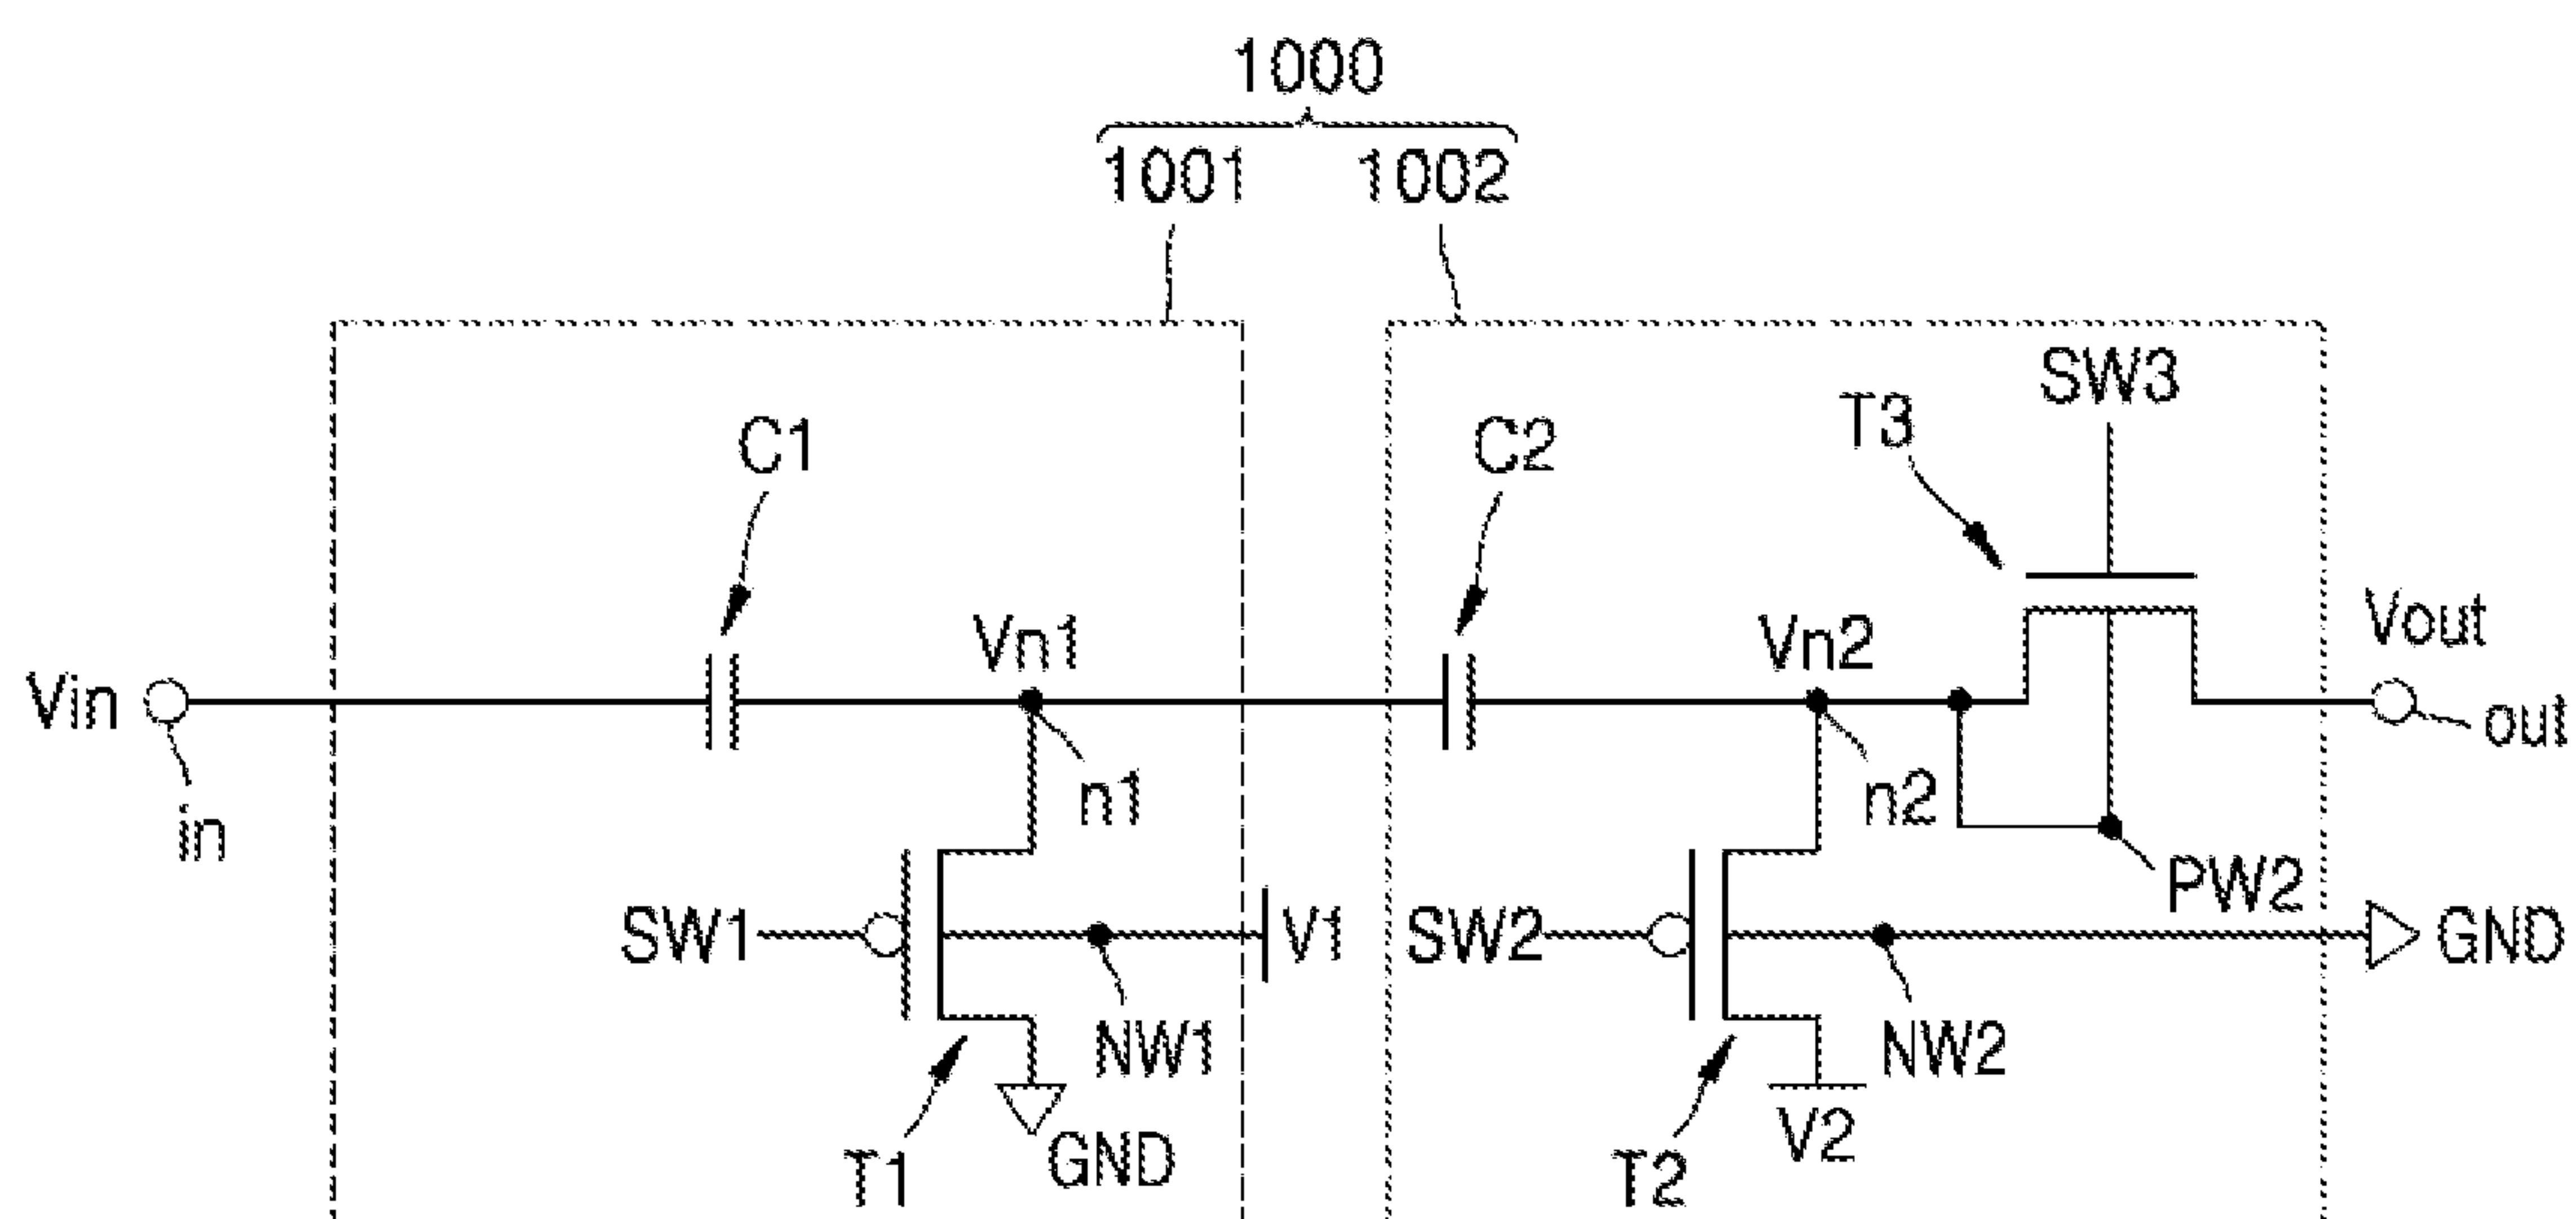 1000
1001 1002
SW3
T3
C1 C2
Vn1 Vn2 Vout
Vin
out
n1 n2
in
PW2
SW1 V1 SW2 GND
NW1 NW2
V2
GND
T1 T2